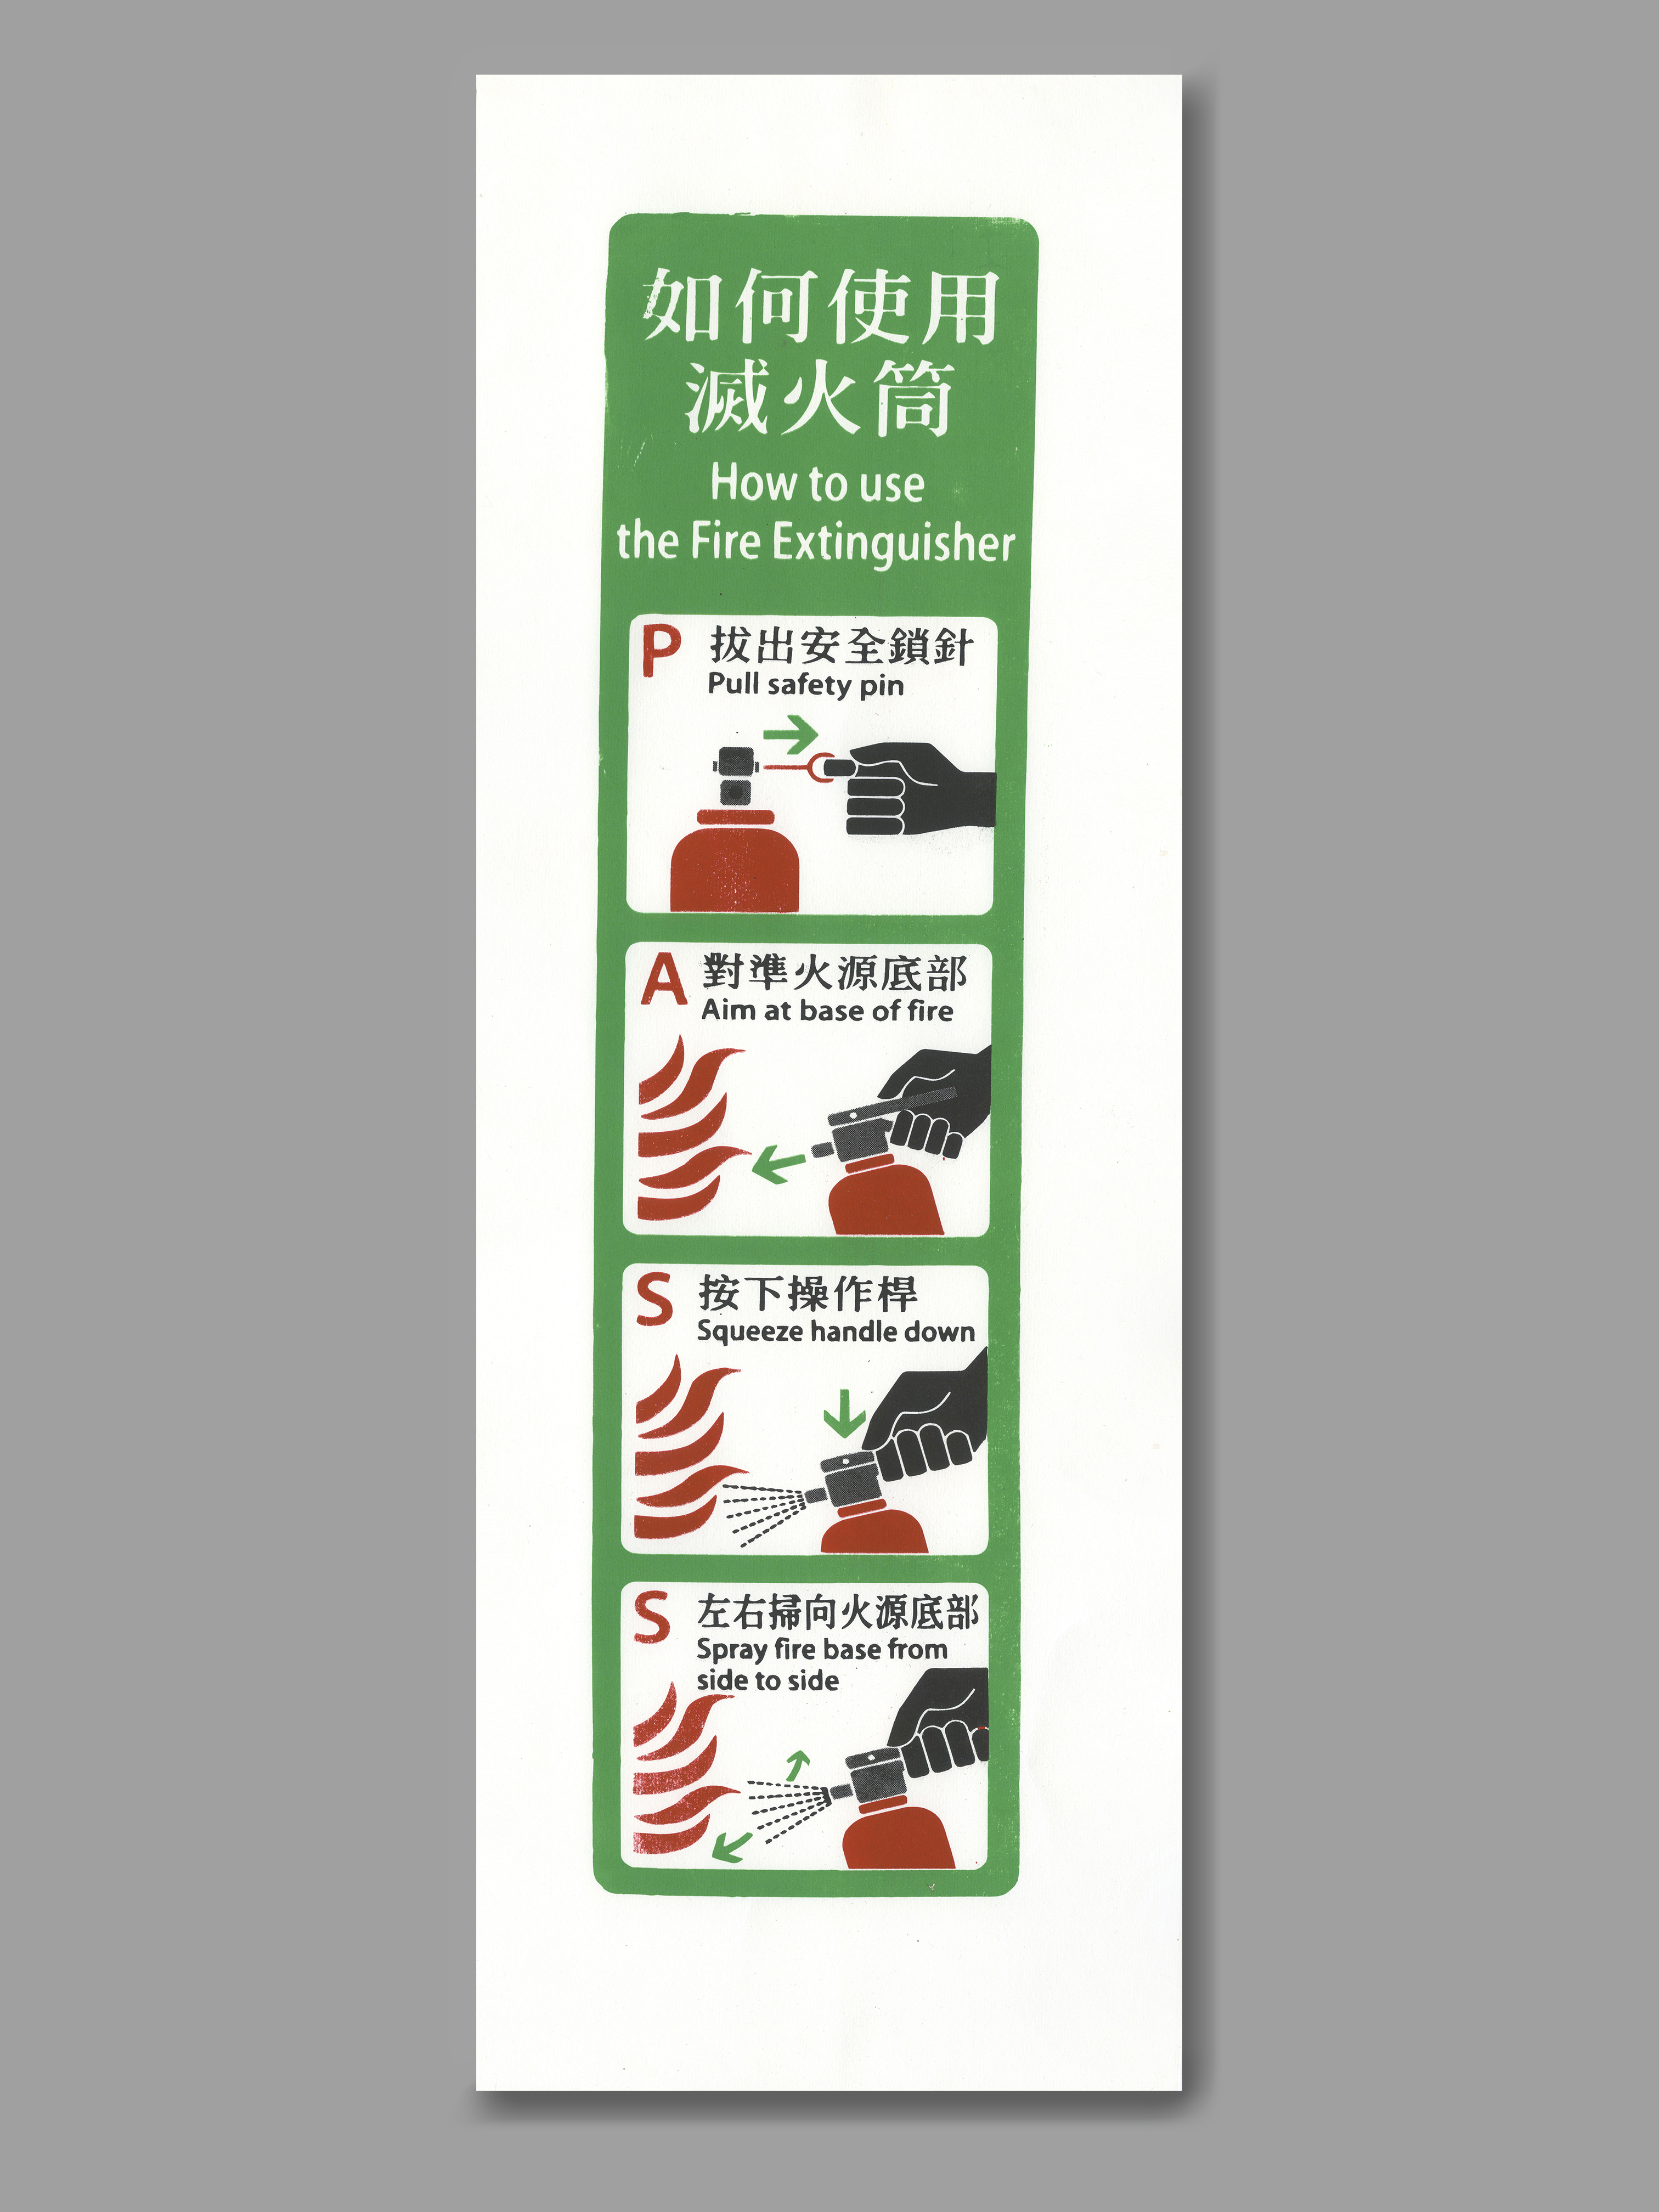 如何使用
滅火筒
How to use
the Fire Extinguisher
P
拔出安全鎖針
Pull safety pin
A
對準火源底部
Aim at base of fire
S
按下操作桿
Squeeze handle down
S
左右掃向火源底部
Spray fire base from
side to side